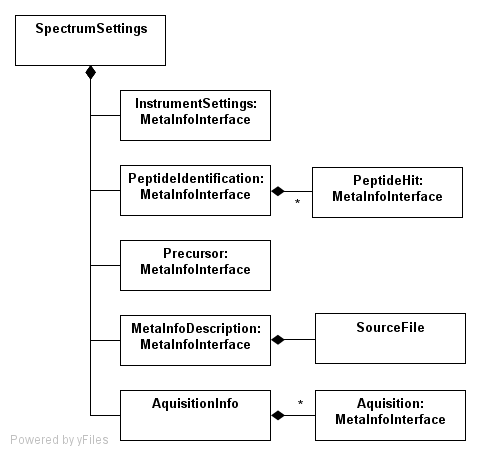 SpectrumSettings
InstrumentSettings:
MetaInfoInterface
PeptideIdentification:
MetaInfoInterface
*
PeptideHit:
MetaInfoInterface
Precursor:
MetaInfoInterface
MetaInfoDescription:
MetaInfoInterface
SourceFile
AquisitionInfo
*
Aquisition:
MetaInfoInterface
Powered by yFiles